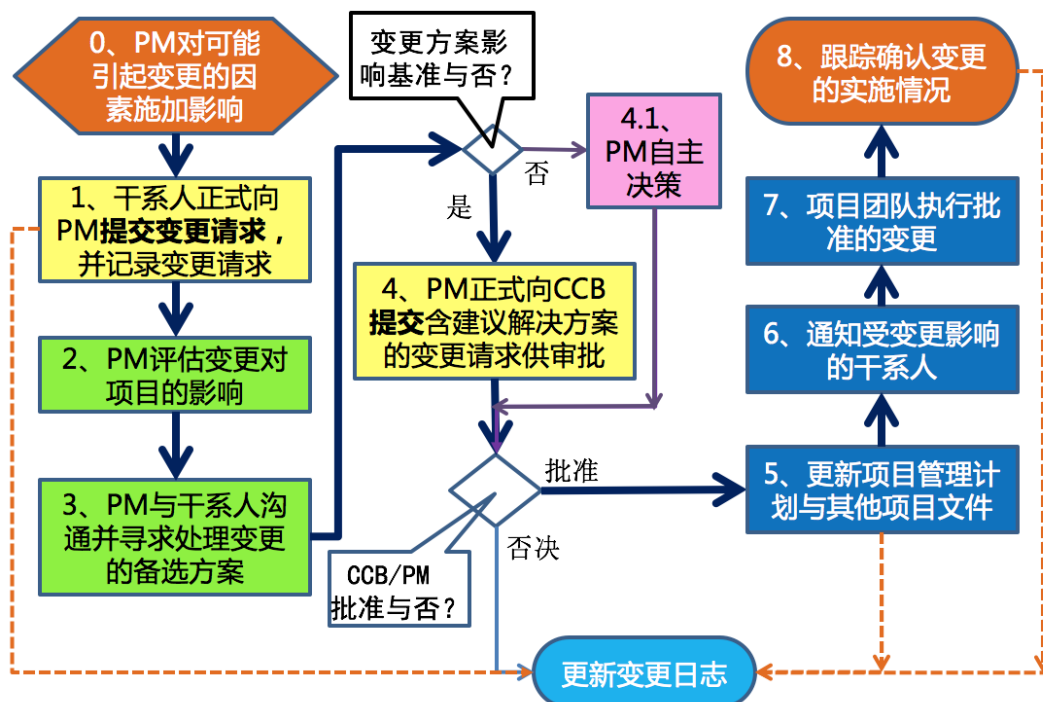 0、PM对可能
引起变更的因
素施加影响
1、干系人正式向
PM提交变更请求，
并记录变更请求
2、PM评估变更对
项目的影响
3、PM与干系人沟
通并寻求处理变更
的备选方案
变更方案影
响基准与否？
否
是
4.1、
PM自主
决策
4、PM正式向CCB
提交含建议解决方案
的变更请求供审批
批准
否决
CCB/PM
批准与否？
5、更新项目管理计
划与其他项目文件
6、通知受变更影响
的干系人
7、项目团队执行批
准的变更
8、跟踪确认变更
的实施情况
更新变更日志